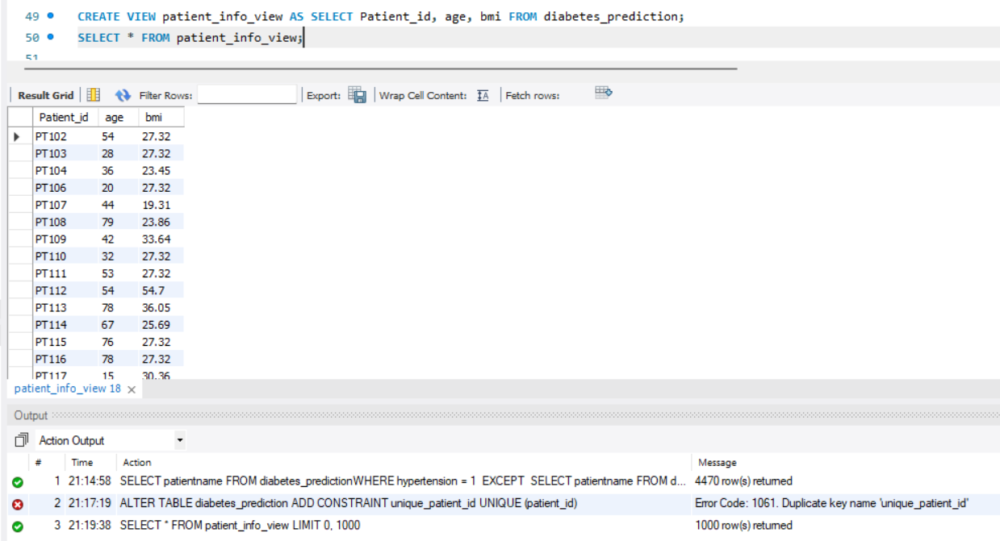 49 CREATE VIEW patient_info_view AS SELECT Patient_id, age, bmi FROM diabetes_prediction;
50 SELECT * FROM patient_info_view;
51
Result Grid Filter Rows: Export: Wrap Cell Content: Fetch rows:
Patient_id age bmi
PT102 54 27.32
PT103 28 27.32
PT104 36 23.45
PT106 20 27.32
PT107 44 19.31
PT108 79 23.86
PT109 42 33.64
PT110 32 27.32
PT111 53 27.32
PT112 54 54.7
PT113 78 36.05
PT114 67 25.69
PT115 76 27.32
PT116 78 27.32
PT117 15 30.36
patient_info_view 18
Output
Action Output
# Time Action Message
1 21:14:58 SELECT patientname FROM diabetes_predictionWHERE hypertension = 1 EXCEPT SELECT patientname FROM d... 4470 row(s) returned
2 21:17:19 ALTER TABLE diabetes_prediction ADD CONSTRAINT unique_patient_id UNIQUE (patient_id) Error Code: 1061. Duplicate key name 'unique_patient_id'
3 21:19:38 SELECT * FROM patient_info_view LIMIT 0, 1000 1000 row(s) returned